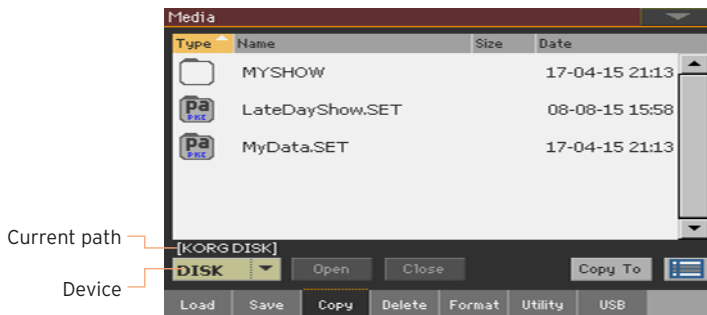 Media
Type Name Size Date
MYSHOW 17-04-15 21:13
pa PKG LateDayShow.SET 08-08-15 15:58
pa PKG MyData.SET 17-04-15 21:13
Current path
[KORG DISK]
Device
DISK Open Close Copy To
Load Save Copy Delete Format Utility USB